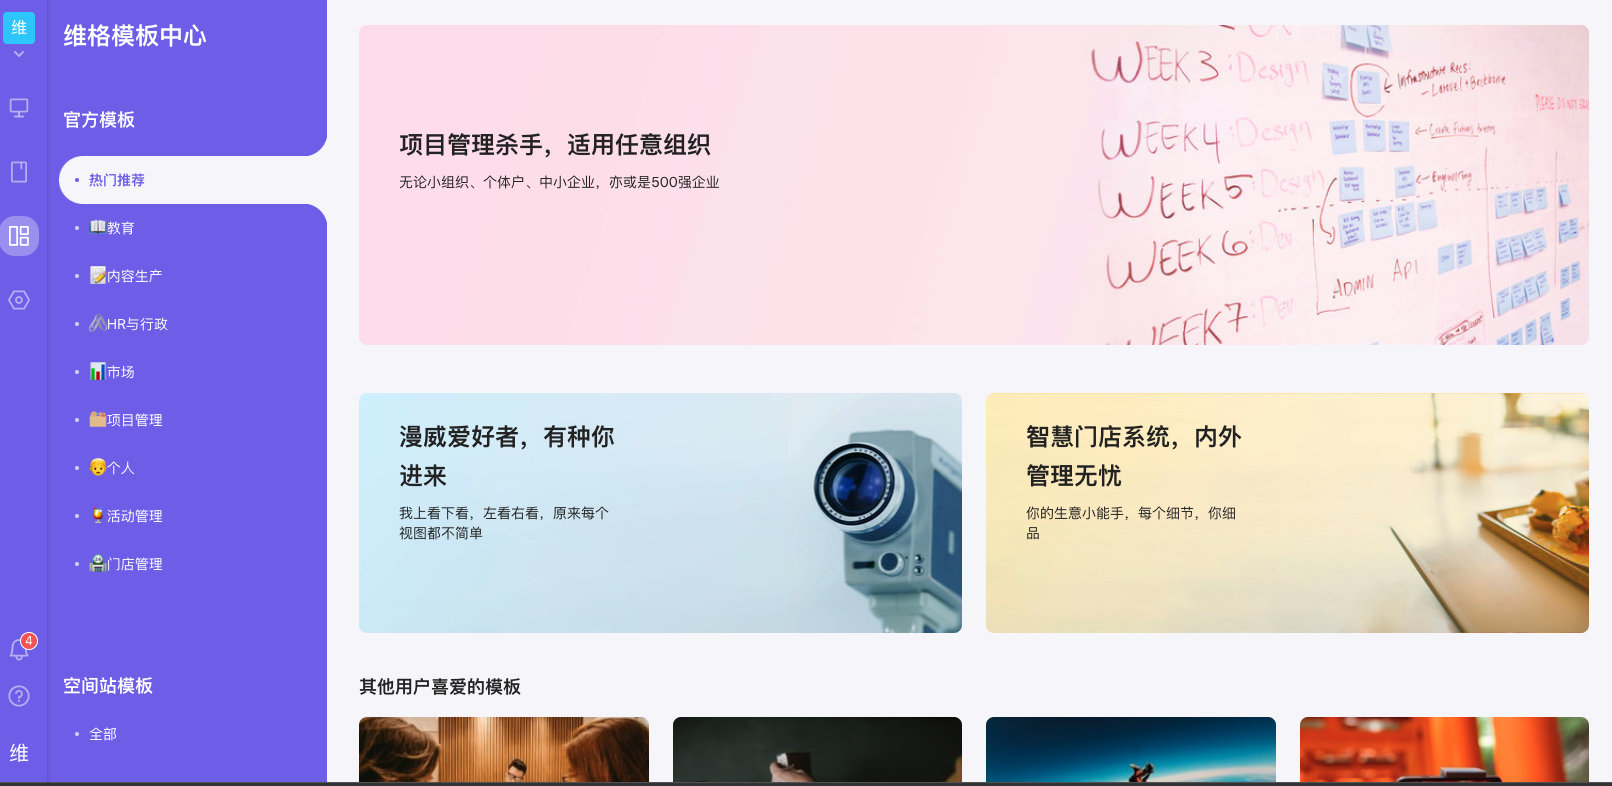 维
维格模板中心
官方模板
热门推荐
教育
内容生产
HR与行政
市场
项目管理
个人
活动管理
门店管理
4
空间站模板
全部
维
项目管理杀手，适用任意组织
无论小组织、个体户、中小企业，亦或是500强企业
WEEK 3 :Design
Infrastructure Recs:
- Laravel + Backbone
WEEK 4 :Design
WEEK 5 :Design
Engineering
WEEK 6 :Dev
ADMIN API
WEEK 7 :Dev
漫威爱好者，有种你
进来
我上看下看，左看右看，原来每个
视图都不简单
智慧门店系统，内外
管理无忧
你的生意小能手，每个细节，你细
品
其他用户喜爱的模板